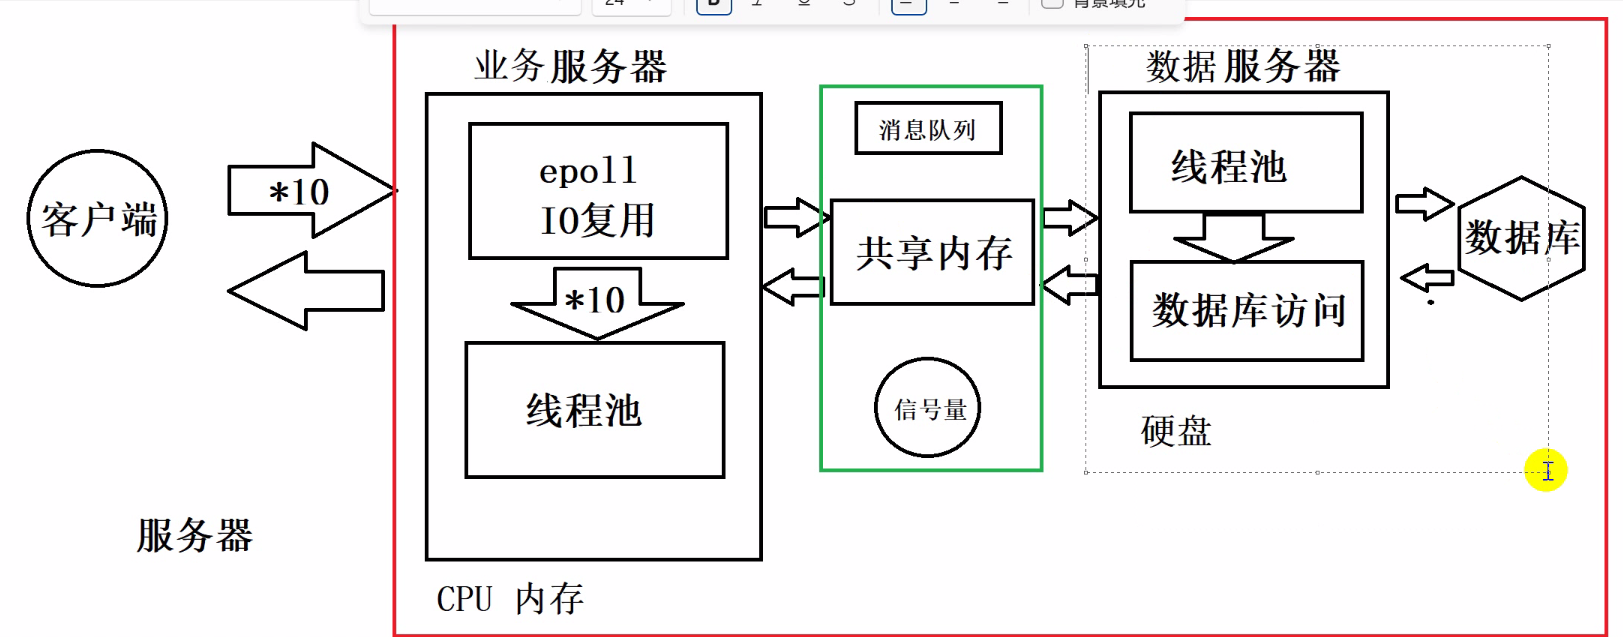 24
B
背景填充
业务服务器
数据服务器
消息队列
epoll
IO复用
线程池
*10
客户端
共享内存
数据库
*10
数据库访问
线程池
信号量
硬盘
服务器
CPU 内存